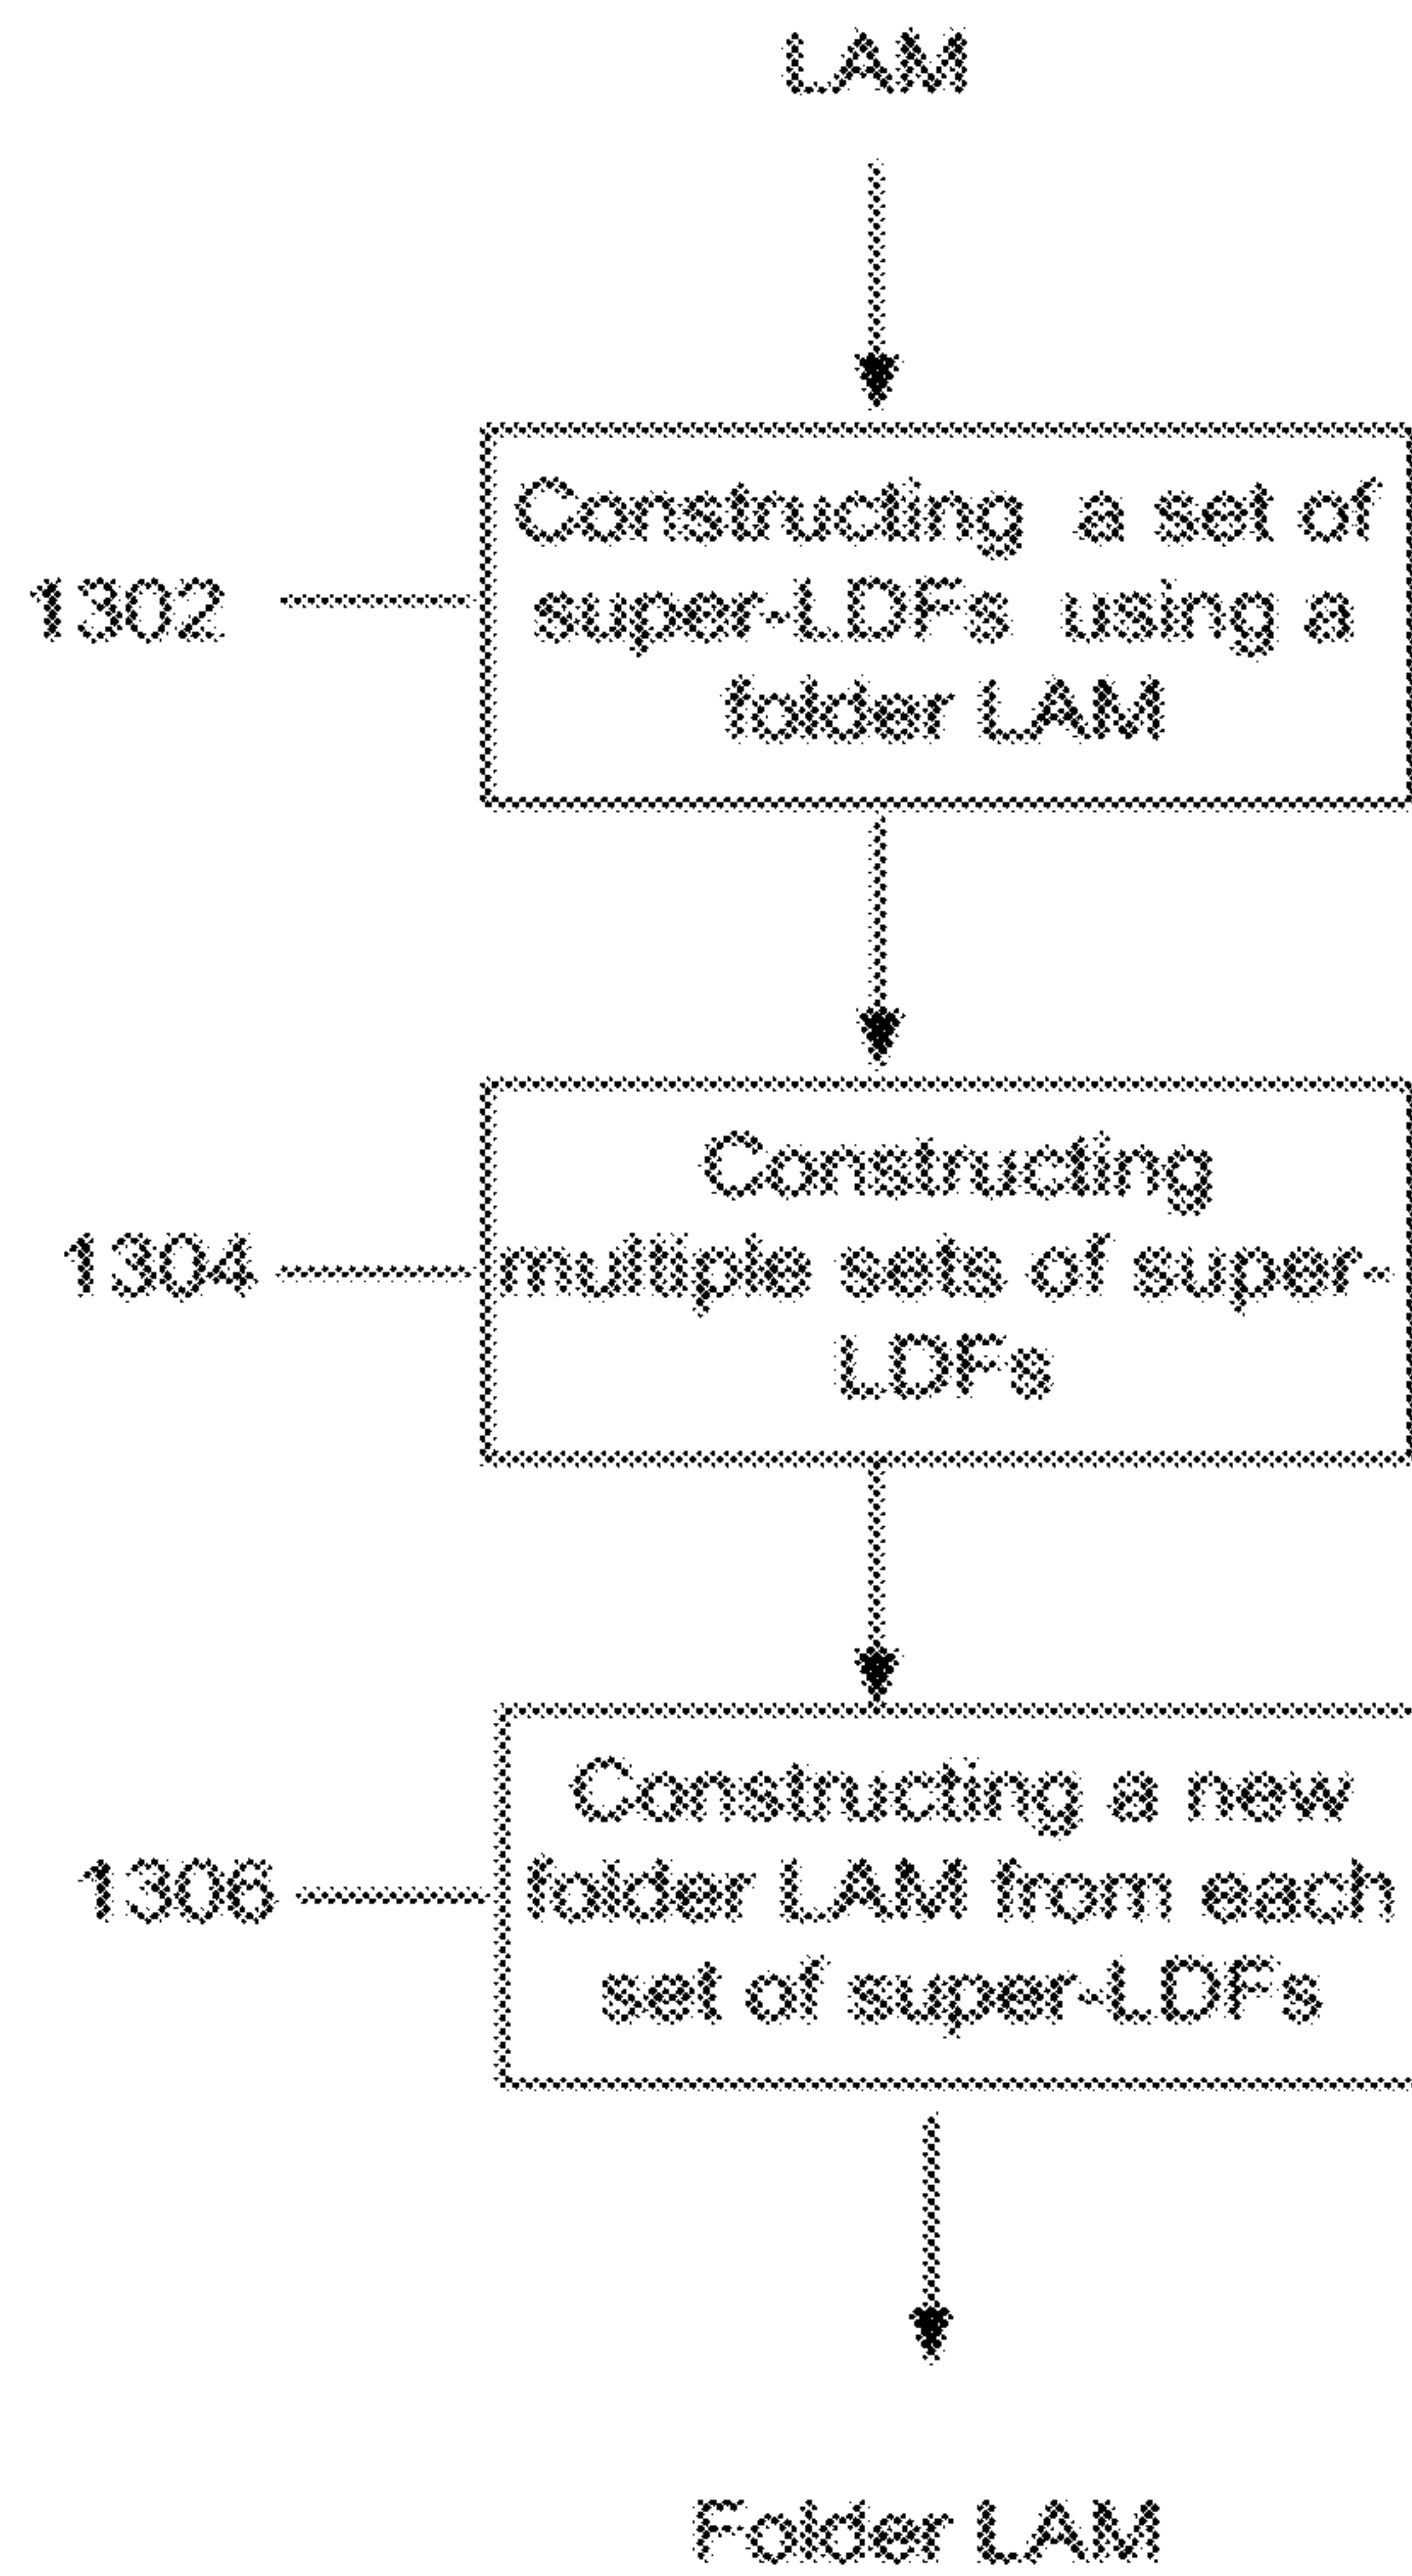 LAM
Constructing a set of
1302
super-LDFs using a
folder LAM
Constructing
1304
multiple sets of super-
LDFs
Constructing a new
1306
folder LAM from each
set of super-LDFs
Folder LAM